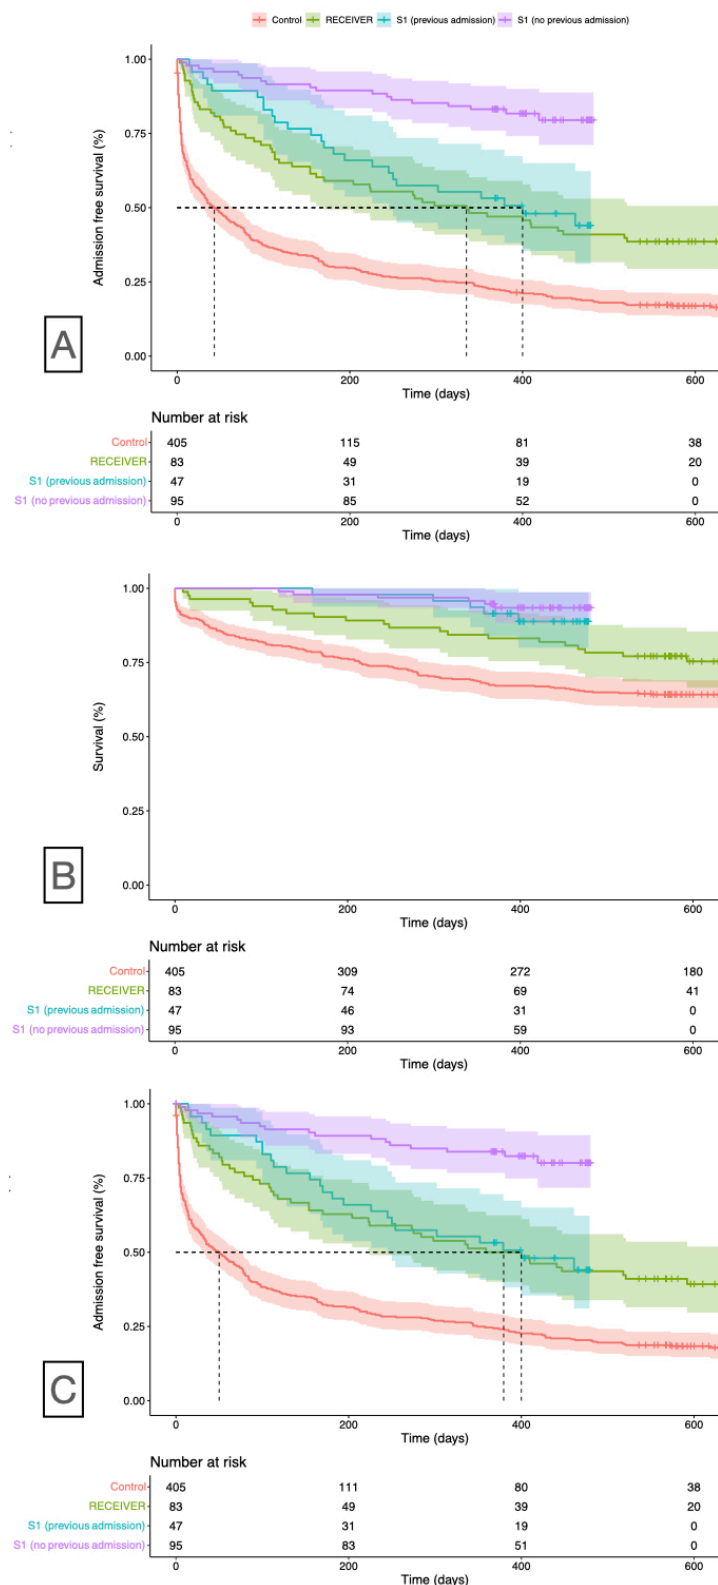 Control RECEIVER S1 (previous admission) S1 (no previous admission)
1.00
0.75
0.50
0.25
0.00
Admission free survival (%)
A
0 200 400 600
Time (days)
Number at risk
Control 405 115 81 38
RECEIVER 83 49 39 20
S1 (previous admission) 47 31 19 0
S1 (no previous admission) 95 85 52 0
0 200 400 600
Time (days)
1.00
0.75
0.50
0.25
0.00
Survival (%)
B
0 200 400 600
Time (days)
Number at risk
Control 405 309 272 180
RECEIVER 83 74 69 41
S1 (previous admission) 47 46 31 0
S1 (no previous admission) 95 93 59 0
0 200 400 600
Time (days)
1.00
0.75
0.50
0.25
0.00
Admission free survival (%)
C
0 200 400 600
Time (days)
Number at risk
Control 405 111 80 38
RECEIVER 83 49 39 20
S1 (previous admission) 47 31 19 0
S1 (no previous admission) 95 83 51 0
0 200 400 600
Time (days)